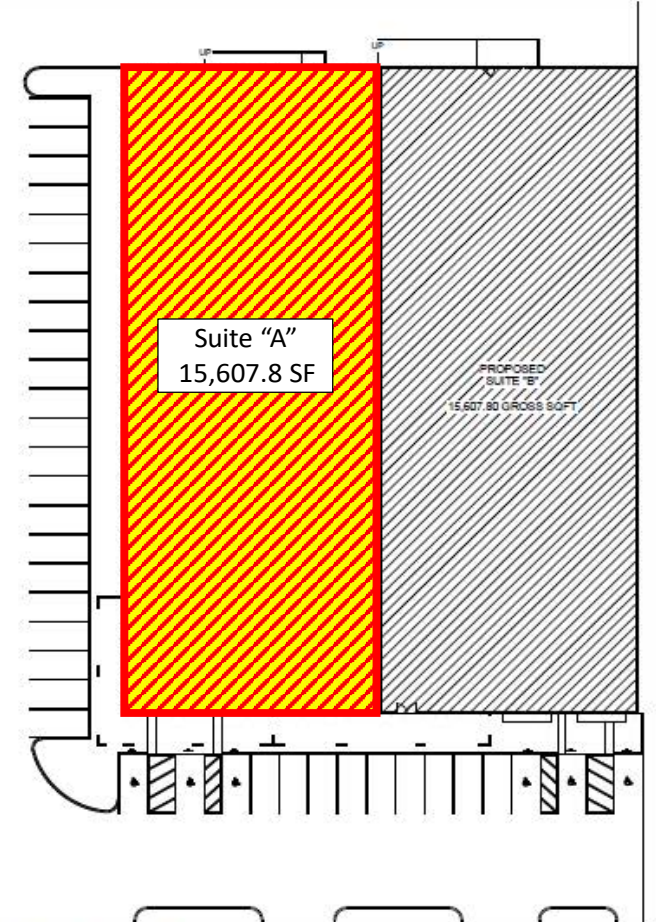 UP
UP
Suite “A”
15,607.8 SF
PROPOSED
SUITE "B"
15,607.80 GROSS SQFT